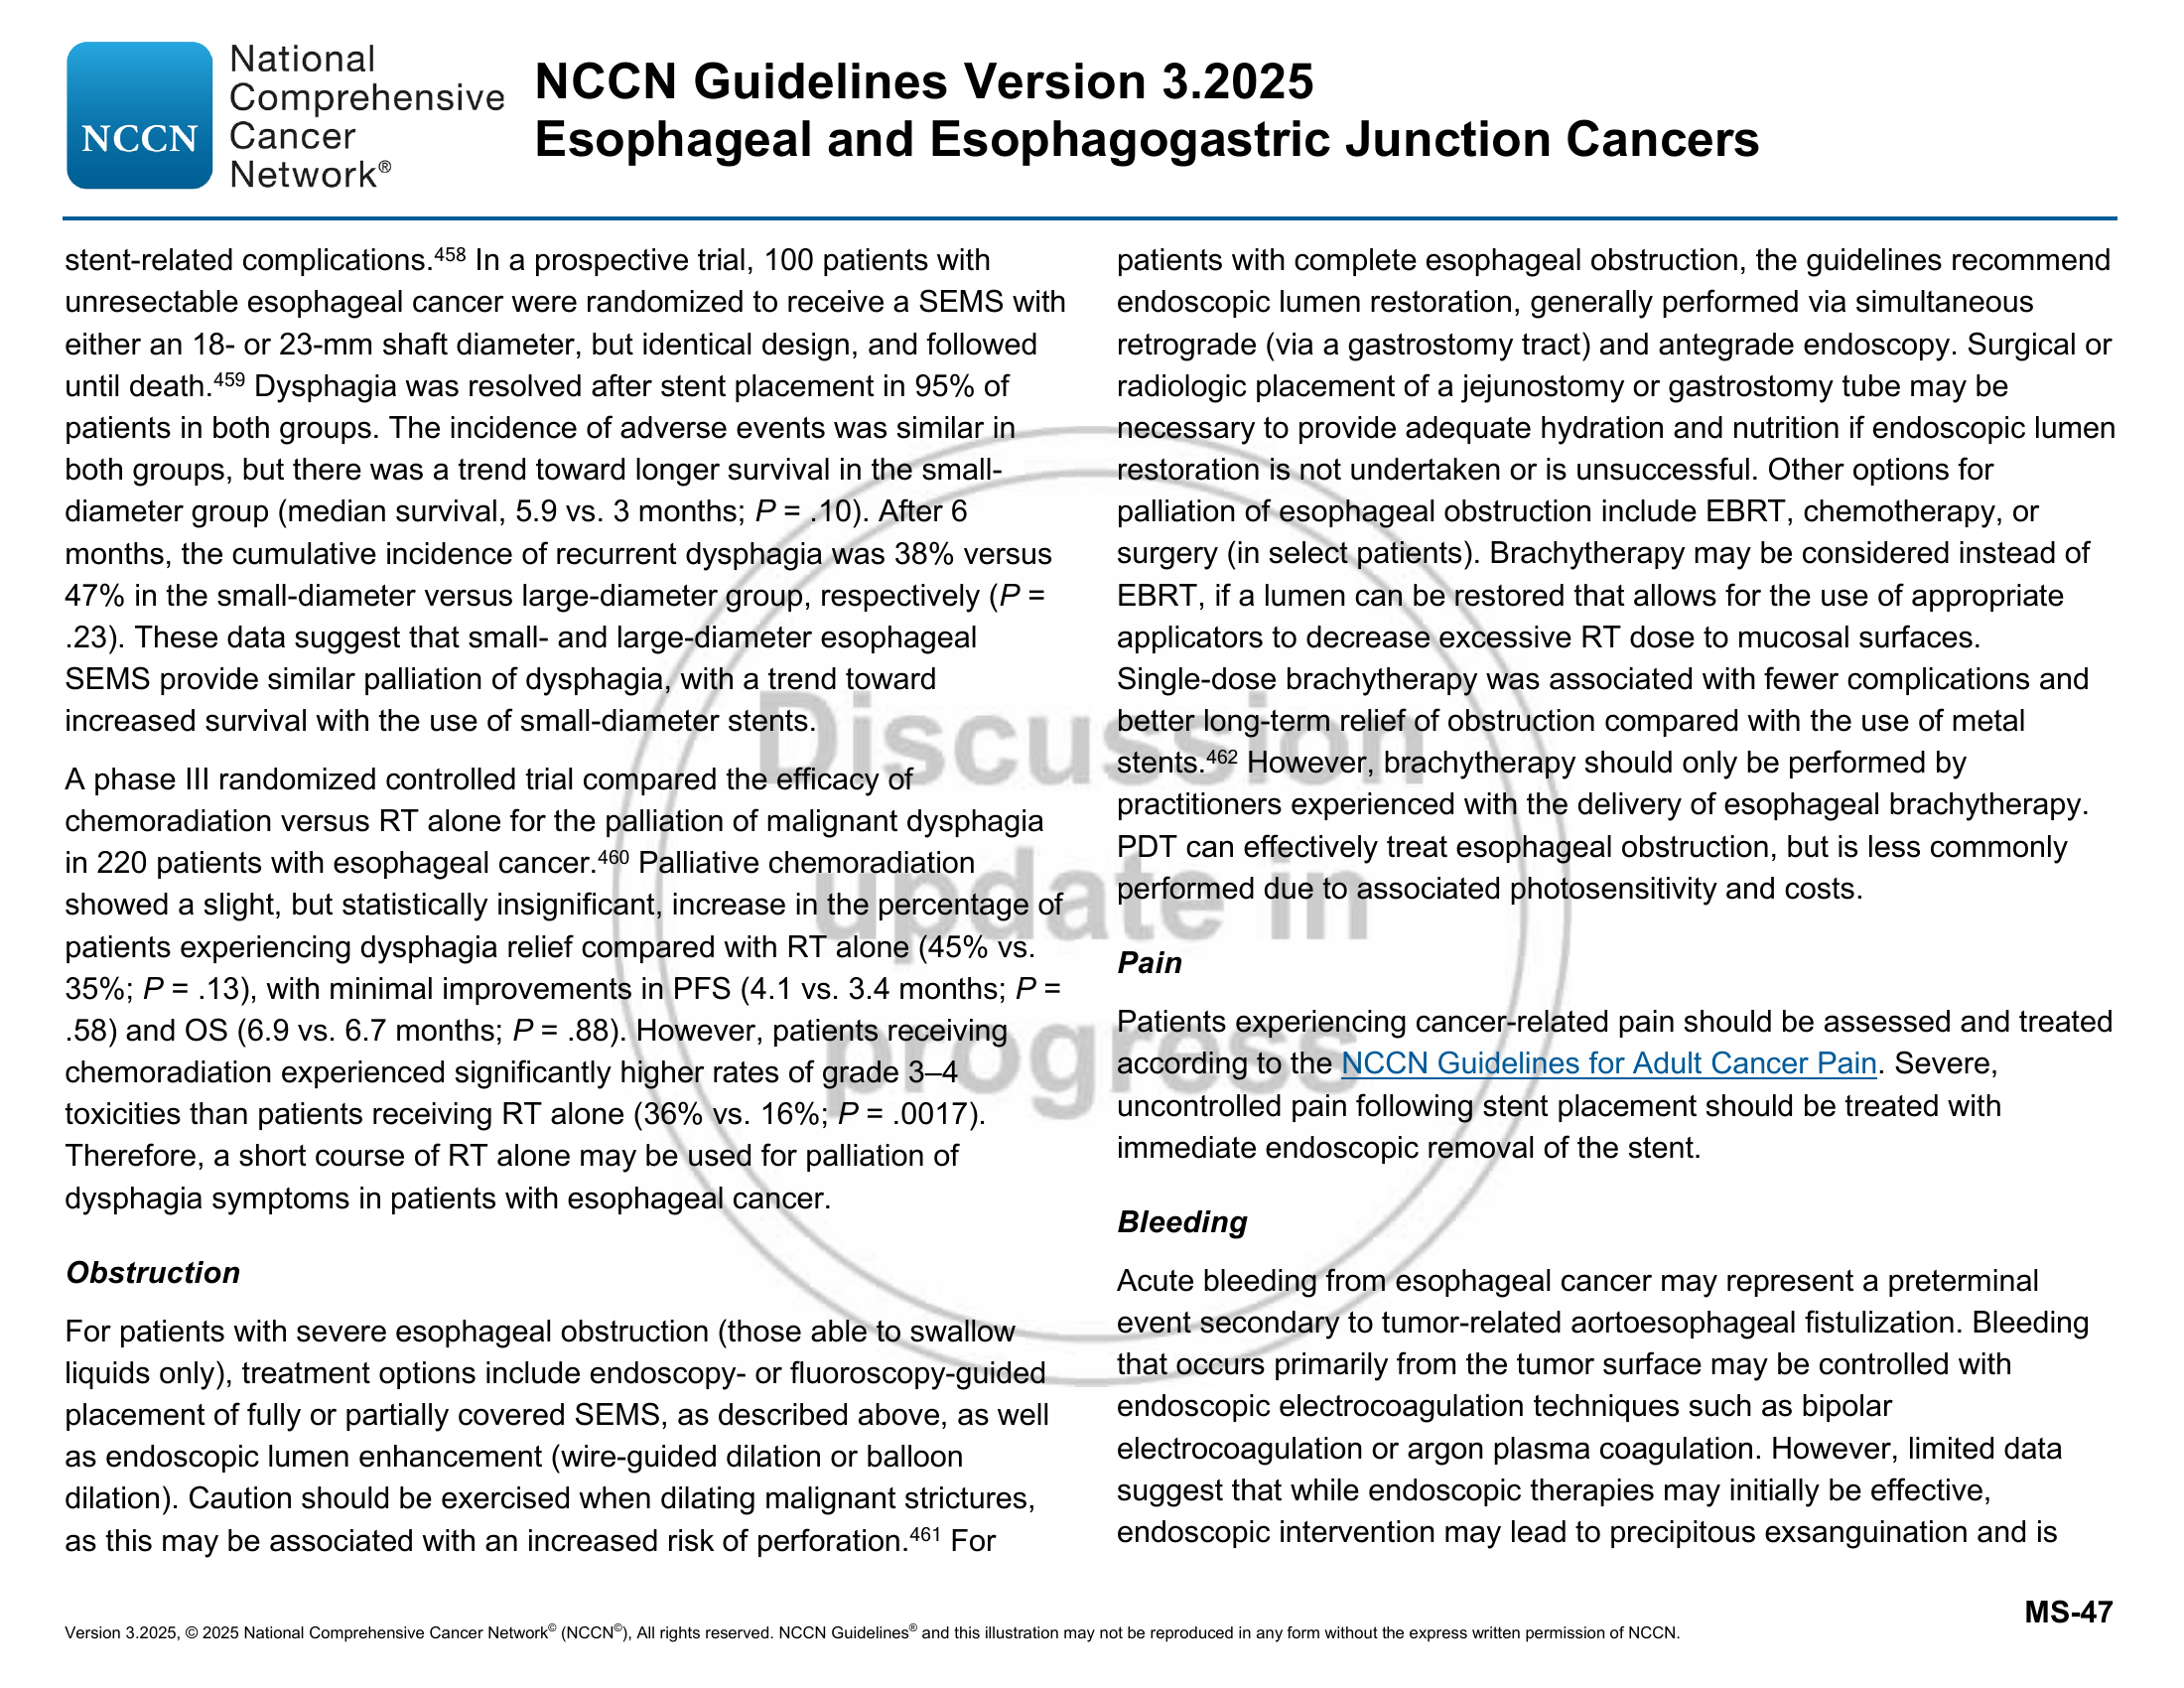 NCCN
National
Comprehensive
Cancer
Network®
NCCN Guidelines Version 3.2025
Esophageal and Esophagogastric Junction Cancers
stent-related complications.458 In a prospective trial, 100 patients with
unresectable esophageal cancer were randomized to receive a SEMS with
either an 18- or 23-mm shaft diameter, but identical design, and followed
until death.459 Dysphagia was resolved after stent placement in 95% of
patients in both groups. The incidence of adverse events was similar in
both groups, but there was a trend toward longer survival in the small-
diameter group (median survival, 5.9 vs. 3 months; P = .10). After 6
months, the cumulative incidence of recurrent dysphagia was 38% versus
47% in the small-diameter versus large-diameter group, respectively (P =
.23). These data suggest that small- and large-diameter esophageal
SEMS provide similar palliation of dysphagia, with a trend toward
increased survival with the use of small-diameter stents.
A phase III randomized controlled trial compared the efficacy of
chemoradiation versus RT alone for the palliation of malignant dysphagia
in 220 patients with esophageal cancer.460 Palliative chemoradiation
showed a slight, but statistically insignificant, increase in the percentage of
patients experiencing dysphagia relief compared with RT alone (45% vs.
35%; P = .13), with minimal improvements in PFS (4.1 vs. 3.4 months; P =
.58) and OS (6.9 vs. 6.7 months; P = .88). However, patients receiving
chemoradiation experienced significantly higher rates of grade 3–4
toxicities than patients receiving RT alone (36% vs. 16%; P = .0017).
Therefore, a short course of RT alone may be used for palliation of
dysphagia symptoms in patients with esophageal cancer.
Obstruction
For patients with severe esophageal obstruction (those able to swallow
liquids only), treatment options include endoscopy- or fluoroscopy-guided
placement of fully or partially covered SEMS, as described above, as well
as endoscopic lumen enhancement (wire-guided dilation or balloon
dilation). Caution should be exercised when dilating malignant strictures,
as this may be associated with an increased risk of perforation.461 For
patients with complete esophageal obstruction, the guidelines recommend
endoscopic lumen restoration, generally performed via simultaneous
retrograde (via a gastrostomy tract) and antegrade endoscopy. Surgical or
radiologic placement of a jejunostomy or gastrostomy tube may be
necessary to provide adequate hydration and nutrition if endoscopic lumen
restoration is not undertaken or is unsuccessful. Other options for
palliation of esophageal obstruction include EBRT, chemotherapy, or
surgery (in select patients). Brachytherapy may be considered instead of
EBRT, if a lumen can be restored that allows for the use of appropriate
applicators to decrease excessive RT dose to mucosal surfaces.
Single-dose brachytherapy was associated with fewer complications and
better long-term relief of obstruction compared with the use of metal
stents.462 However, brachytherapy should only be performed by
practitioners experienced with the delivery of esophageal brachytherapy.
PDT can effectively treat esophageal obstruction, but is less commonly
performed due to associated photosensitivity and costs.
Pain
Patients experiencing cancer-related pain should be assessed and treated
according to the NCCN Guidelines for Adult Cancer Pain. Severe,
uncontrolled pain following stent placement should be treated with
immediate endoscopic removal of the stent.
Bleeding
Acute bleeding from esophageal cancer may represent a preterminal
event secondary to tumor-related aortoesophageal fistulization. Bleeding
that occurs primarily from the tumor surface may be controlled with
endoscopic electrocoagulation techniques such as bipolar
electrocoagulation or argon plasma coagulation. However, limited data
suggest that while endoscopic therapies may initially be effective,
endoscopic intervention may lead to precipitous exsanguination and is
Discussion
update in
progress
MS-47
Version 3.2025, © 2025 National Comprehensive Cancer Network© (NCCN©), All rights reserved. NCCN Guidelines® and this illustration may not be reproduced in any form without the express written permission of NCCN.